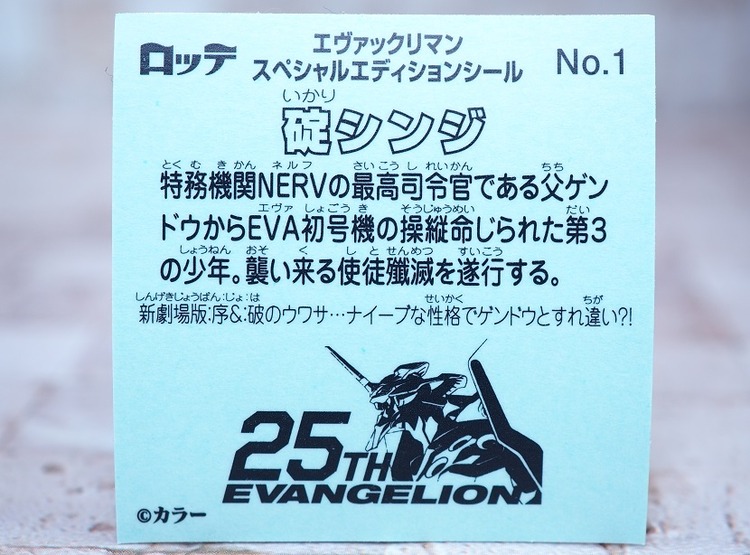 ロッテ
エヴァックリマン
スペシャルエディションシール
No.1
いかり
碇シンジ
とくむきかん ネルフ さいこうしれいかん ちち
特務機関NERVの最高司令官である父ゲン
エヴァ しょごうき そうじゅうめい だい
ドウからEVA初号機の操縦命じられた第3
しょうねん おそ く しと せんめつ すいこう
の少年。襲い来る使徒殲滅を遂行する。
しんげきじょうばん:じょ:は せいかく ちが
新劇場版:序&:破のウワサ…ナイーブな性格でゲンドウとすれ違い?!
25TH
EVANGELION
©カラー